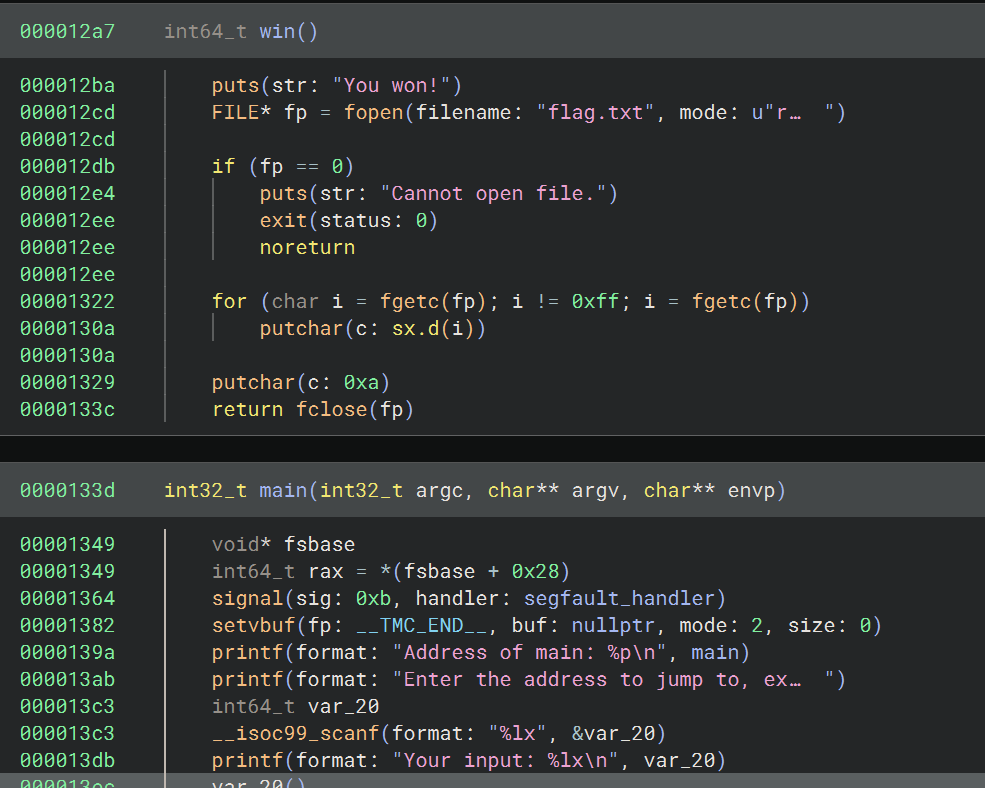 000012a7 int64_t win()
000012ba puts(str: "You won!")
000012cd FILE* fp = fopen(filename: "flag.txt", mode: u"r… ")
000012cd
000012db if (fp == 0)
000012e4 puts(str: "Cannot open file.")
000012ee exit(status: 0)
000012ee noreturn
000012ee
00001322 for (char i = fgetc(fp); i != 0xff; i = fgetc(fp))
0000130a putchar(c: sx.d(i))
0000130a
00001329 putchar(c: 0xa)
0000133c return fclose(fp)
0000133d int32_t main(int32_t argc, char** argv, char** envp)
00001349 void* fsbase
00001349 int64_t rax = *(fsbase + 0x28)
00001364 signal(sig: 0xb, handler: segfault_handler)
00001382 setvbuf(fp: __TMC_END__, buf: nullptr, mode: 2, size: 0)
0000139a printf(format: "Address of main: %p\n", main)
000013ab printf(format: "Enter the address to jump to, ex… ")
000013c3 int64_t var_20
000013c3 __isoc99_scanf(format: "%lx", &var_20)
000013db printf(format: "Your input: %lx\n", var_20)
var_20()